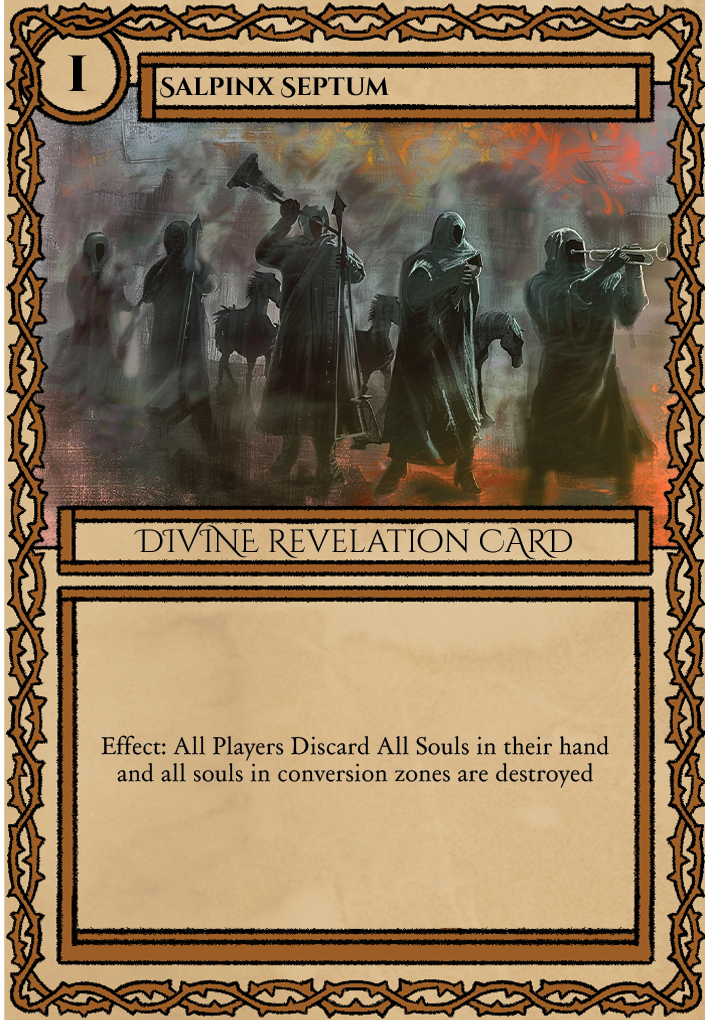 I
Salpinx Septum
Divine Revelation Card
Effect: All Players Discard All Souls in their hand
and all souls in conversion zones are destroyed